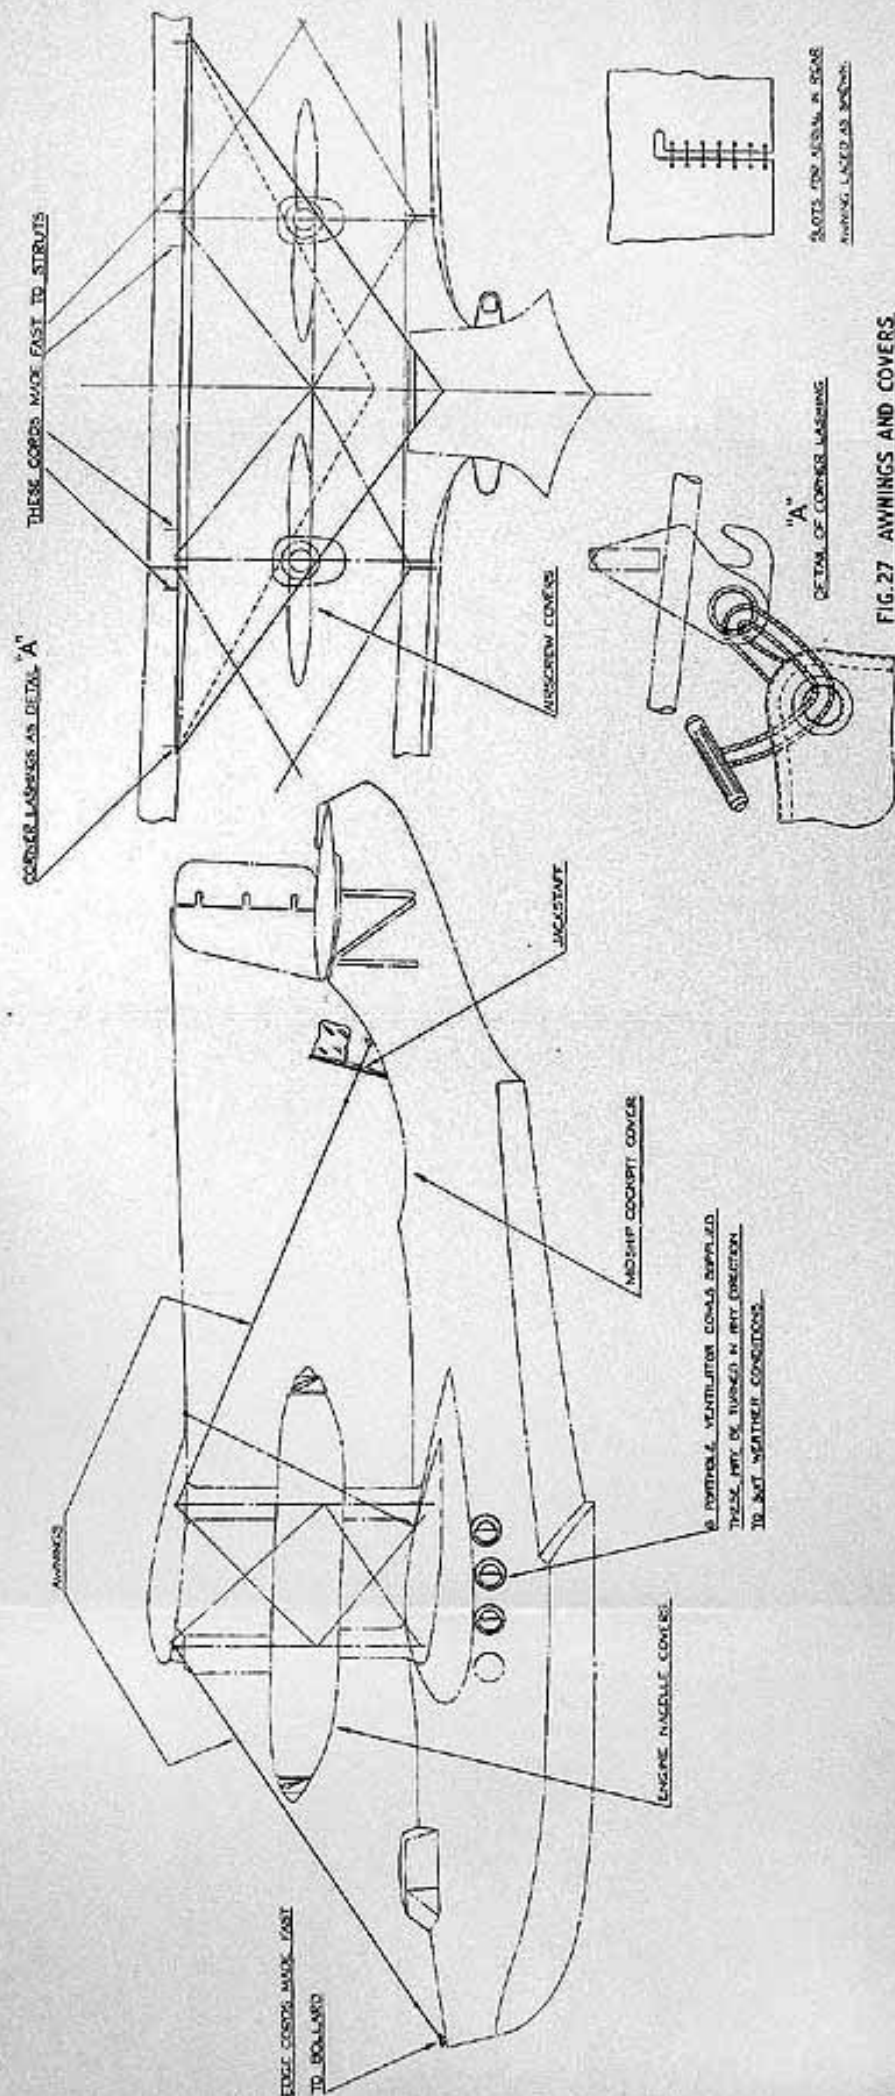 EDGE CORDS MADE FAST
TO BOLLARD
AWNINGS
ENGINE NACELLE COVERS
6 PORTHOLE VENTILATOR COWLS SUPPLIED
THESE MAY BE TURNED IN ANY DIRECTION
TO SUIT WEATHER CONDITIONS
MIDSHIP COCKPIT COVER
JACKSTAFF
CORNER LASHINGS AS DETAIL "A"
THESE CORDS MADE FAST TO STRUTS
AIRSCREW COVERS
"A"
DETAIL OF CORNER LASHING
SLOTS FOR AERIAL IN REAR
AWNING LACED AS SHOWN.
FIG. 27 AWNINGS AND COVERS